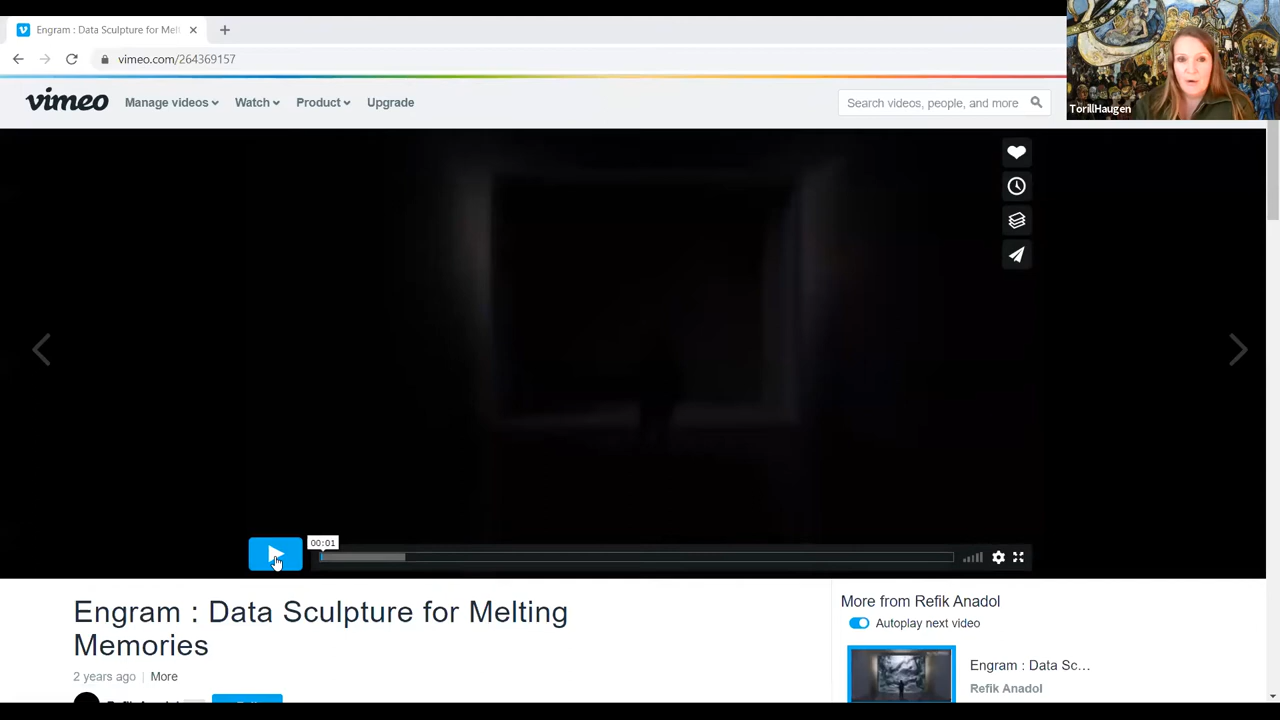 Engram : Data Sculpture for Melt
vimeo.com/264369157
TorillHaugen
vimeo Manage videos Watch Product Upgrade Search videos, people, and more
00:01
Engram : Data Sculpture for Melting
Memories
2 years ago More
More from Refik Anadol
Autoplay next video
Engram : Data Sc...
Refik Anadol